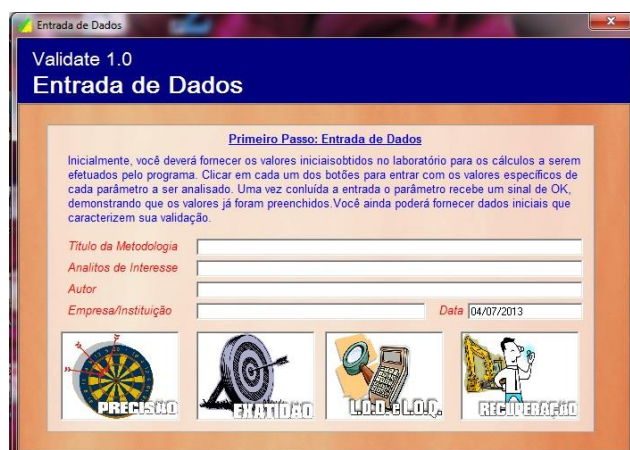 Entrada de Dados
Validate 1.0
Entrada de Dados
Primeiro Passo: Entrada de Dados
Inicialmente, você deverá fornecer os valores iniciaisobtidos no laboratório para os cálculos a serem
efetuados pelo programa. Clicar em cada um dos botões para entrar com os valores específicos de
cada parâmetro a ser analisado. Uma vez concluída a entrada o parâmetro recebe um sinal de OK,
demonstrando que os valores já foram preenchidos.Você ainda poderá fornecer dados iniciais que
caracterizem sua validação.
Título da Metodologia
Analitos de Interesse
Autor
Empresa/Instituição Data 04/07/2013
PRECISÃO EXATIDÃO L.O.D. e L.O.Q. RECUPERAÇÃO